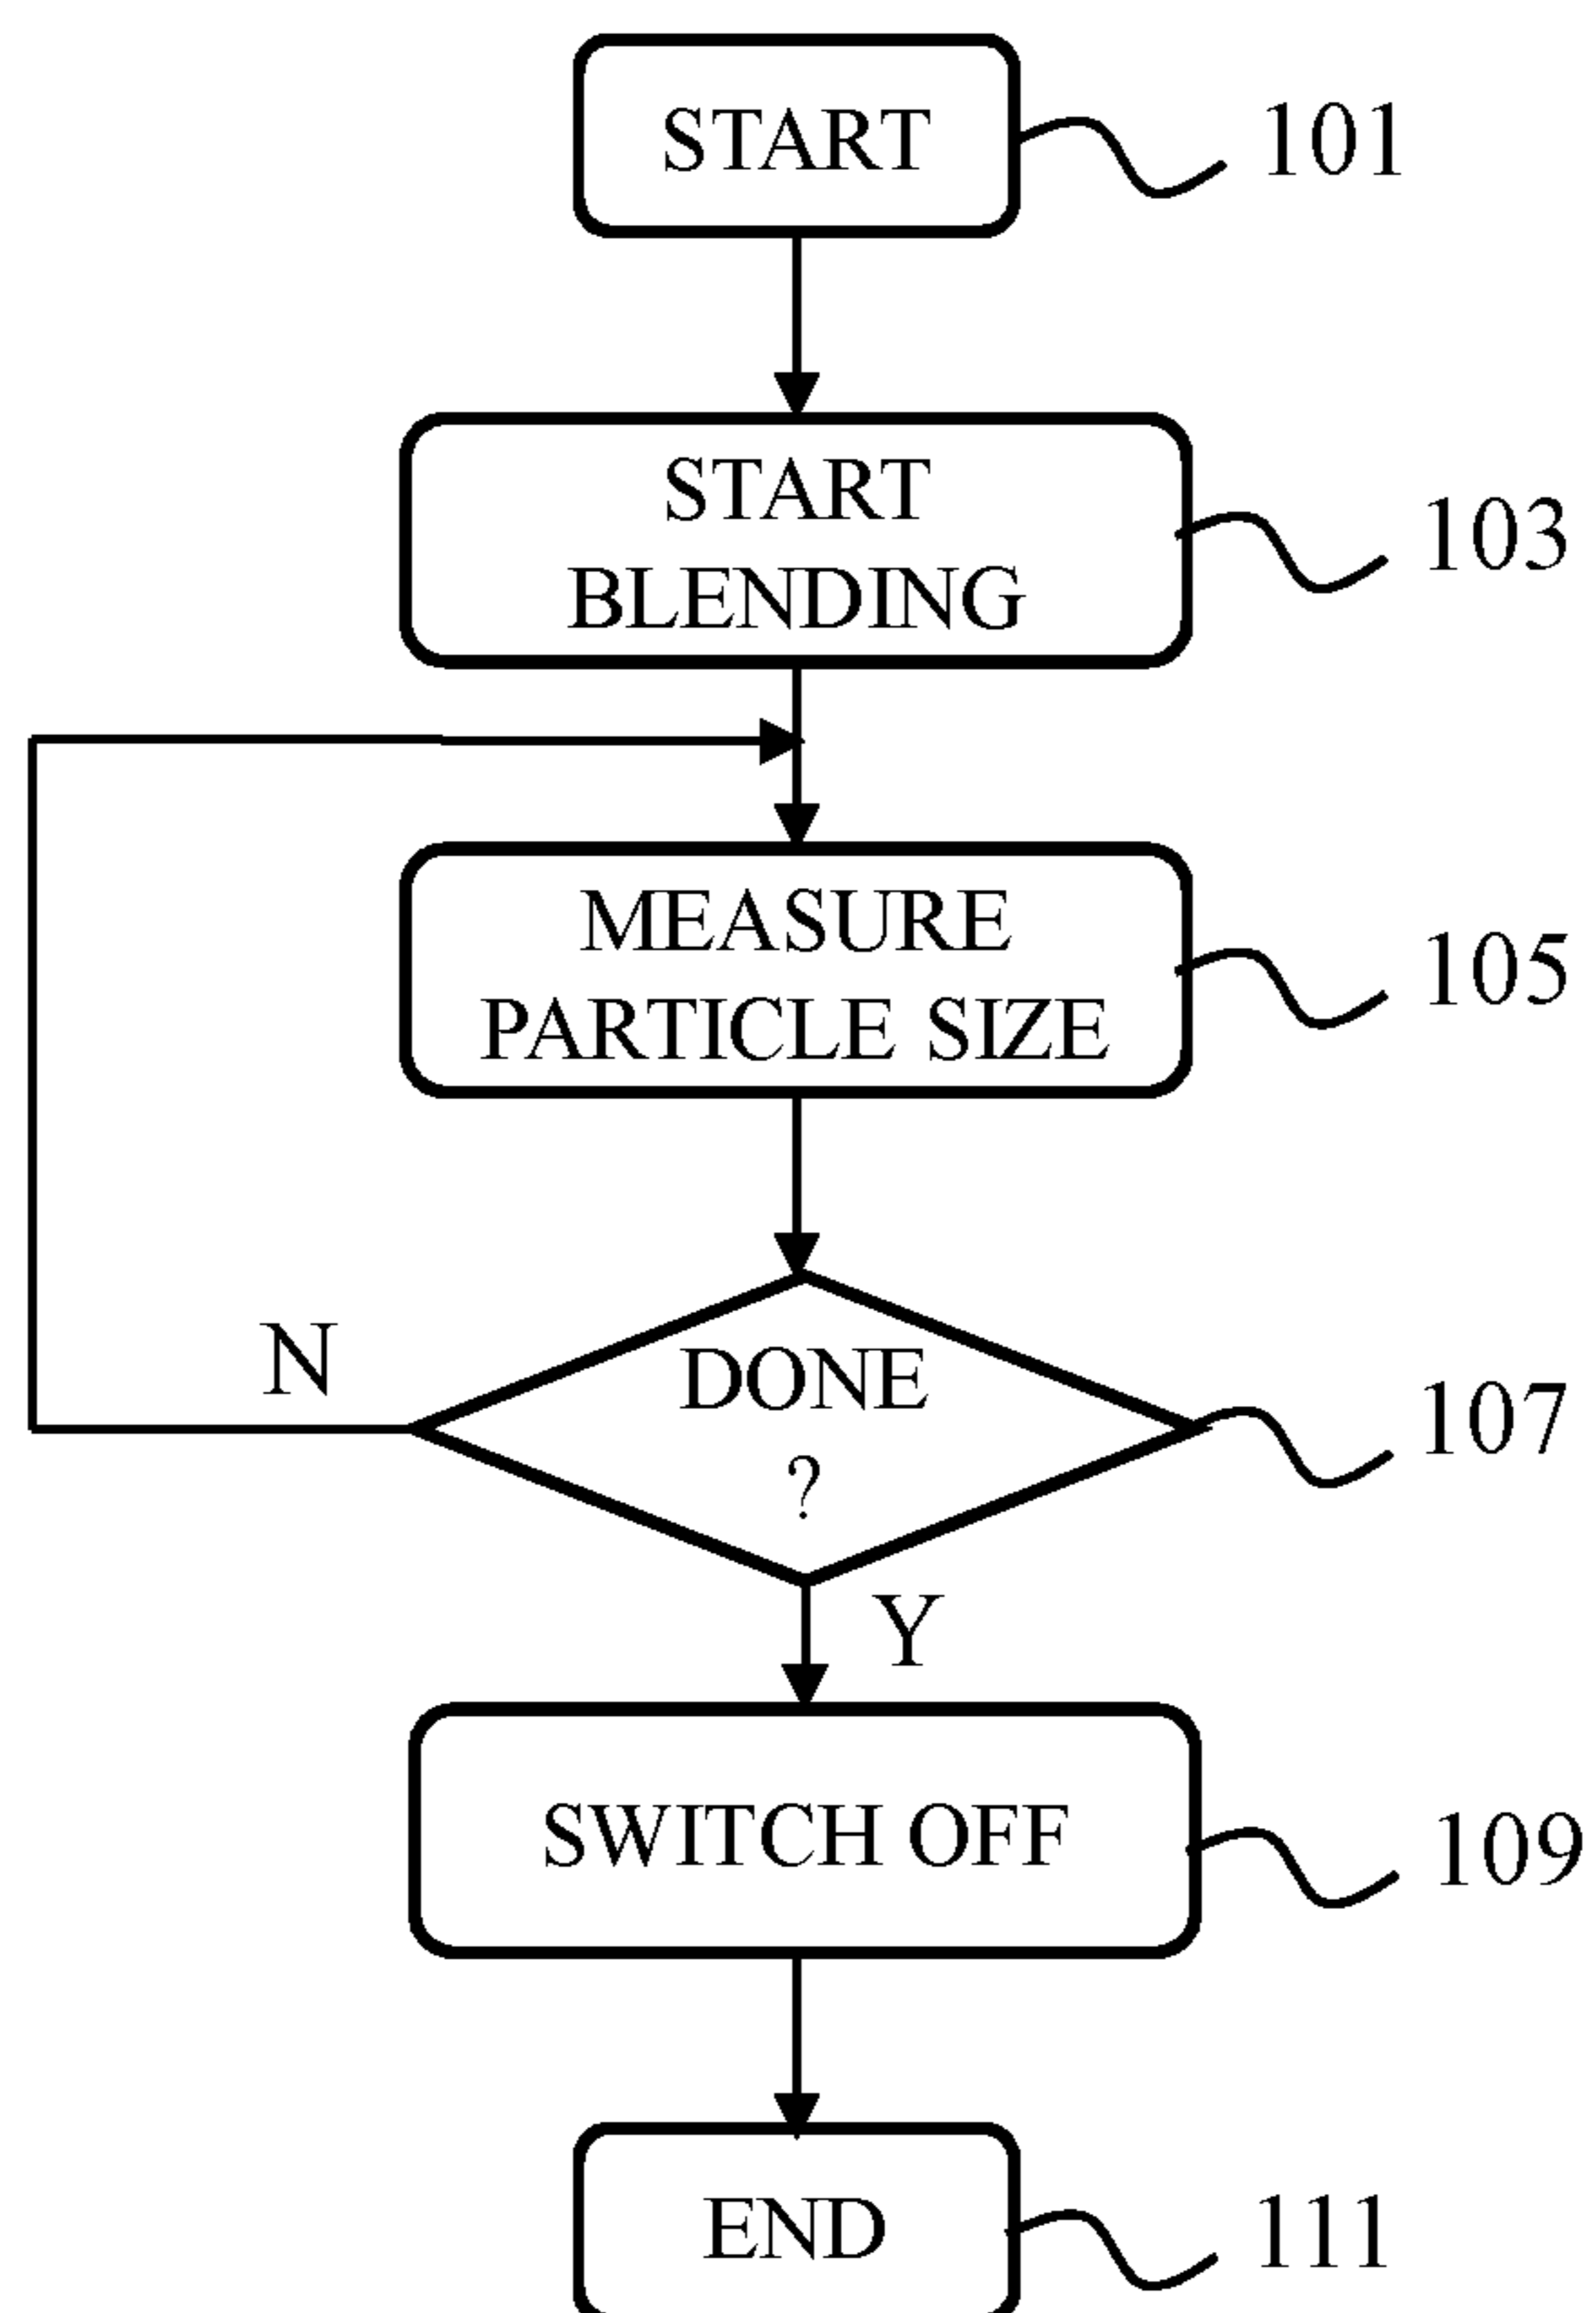 START
101
START
BLENDING
103
MEASURE
PARTICLE SIZE
105
N
DONE
?
107
Y
SWITCH OFF
109
END
111